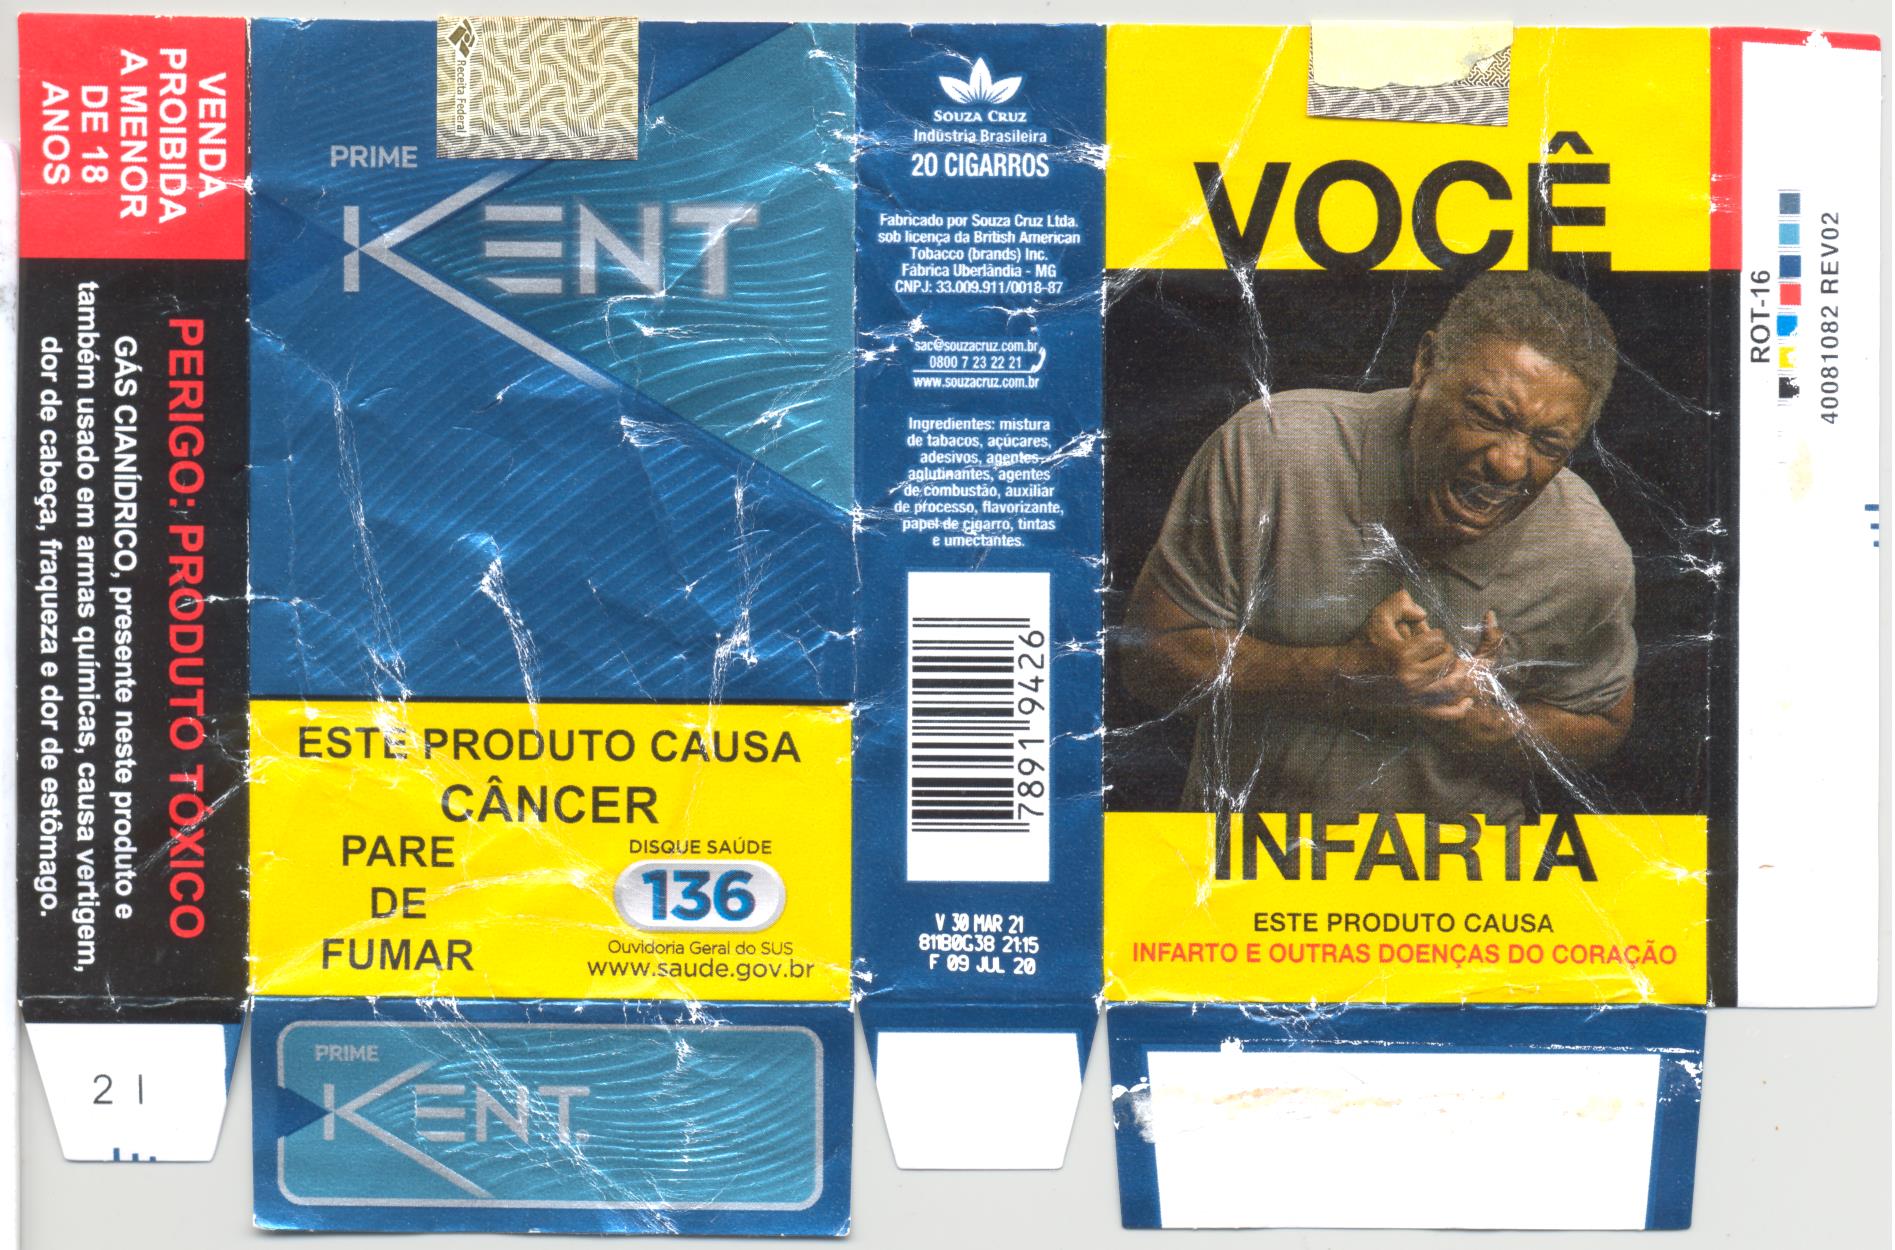 VENDA
PROIBIDA
A MENOR
DE 18
ANOS
PERIGO: PRODUTO TÓXICO
GÁS CIANÍDRICO, presente neste produto e
também usado em armas químicas, causa vertigem,
dor de cabeça, fraqueza e dor de estômago.
21
Receita Federal
PRIME
KENT
ESTE PRODUTO CAUSA
CÂNCER
PARE
DE
FUMAR
DISQUE SAÚDE
136
Ouvidoria Geral do SUS
www.saude.gov.br
PRIME
KENT®
SOUZA CRUZ
Indústria Brasileira
20 CIGARROS
Fabricado por Souza Cruz Ltda.
sob licença da British American
Tobacco (brands) Inc.
Fábrica Uberlândia - MG
CNPJ: 33.009.911/0018-87
sac@souzacruz.com.br
0800 7 23 22 21
www.souzacruz.com.br
Ingredientes: mistura
de tabacos, açúcares,
adesivos, agentes
aglutinantes, agentes
de combustão, auxiliar
de processo, flavorizante,
papel de cigarro, tintas
e umectantes.
78919426
V 30 MAR 21
811B0G38 21:15
F 09 JUL 20
VOCÊ
INFARTA
ESTE PRODUTO CAUSA
INFARTO E OUTRAS DOENÇAS DO CORAÇÃO
ROT-16
40081082 REV02